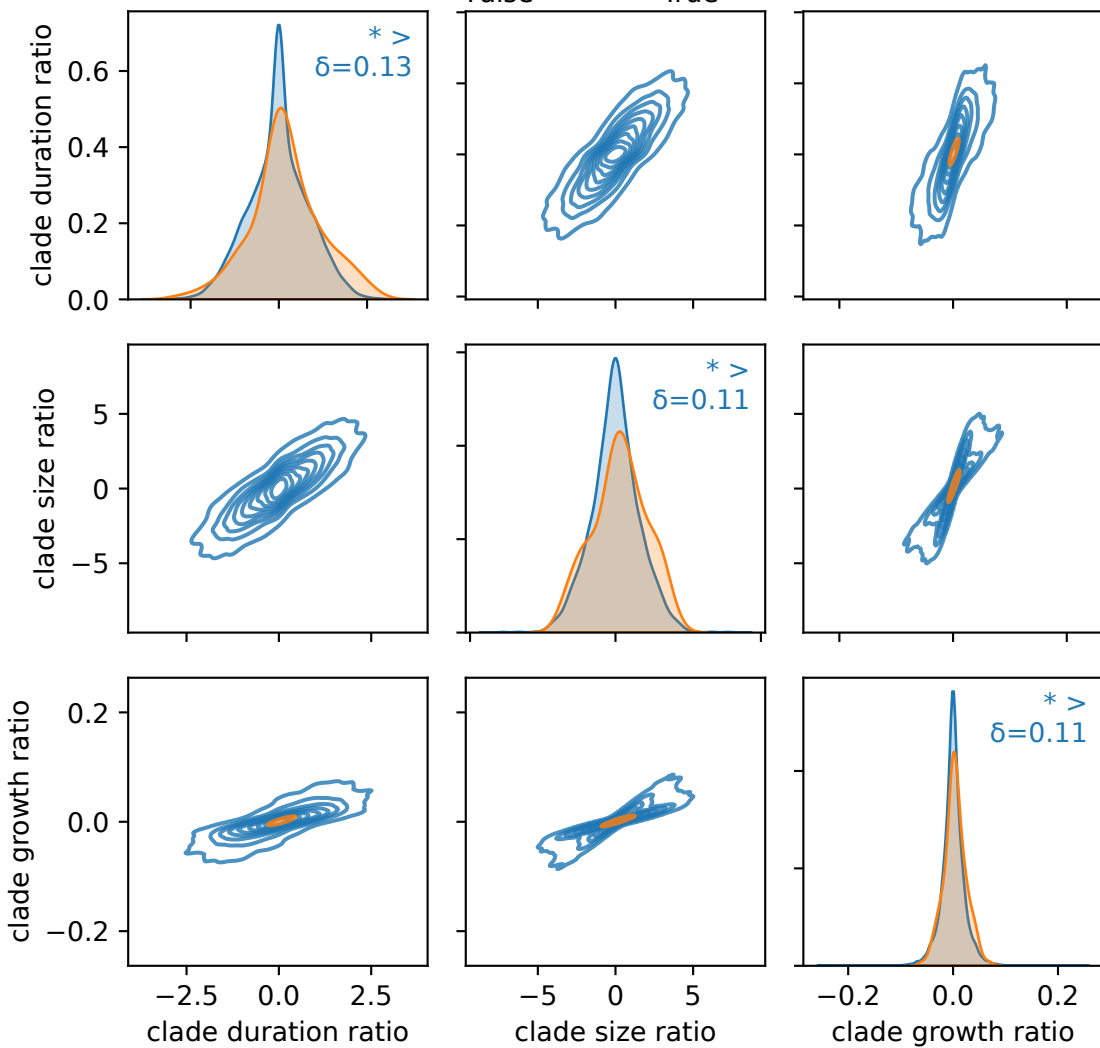 False True
clade duration ratio
0.6
0.4
0.2
0.0
* >
δ=0.13
clade size ratio
5
0
−5
* >
δ=0.11
clade growth ratio
0.2
0.0
−0.2
* >
δ=0.11
−2.5 0.0 2.5
−5 0 5
−0.2 0.0 0.2
clade duration ratio
clade size ratio
clade growth ratio